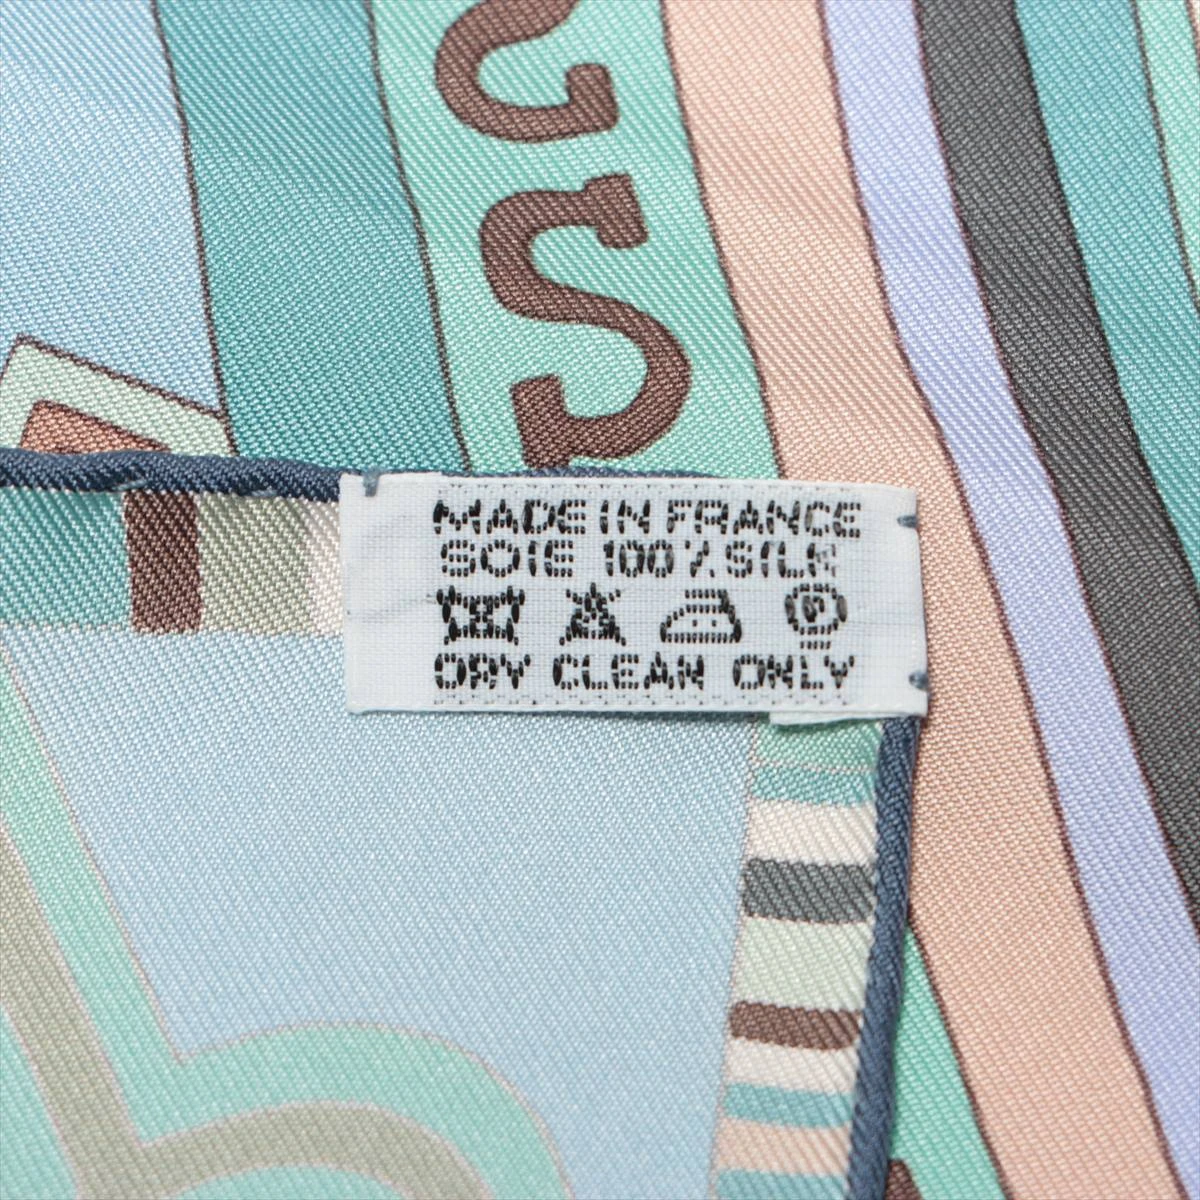 S
MADE IN FRANCE
SOIE 100% SILK
P
DRY CLEAN ONLY